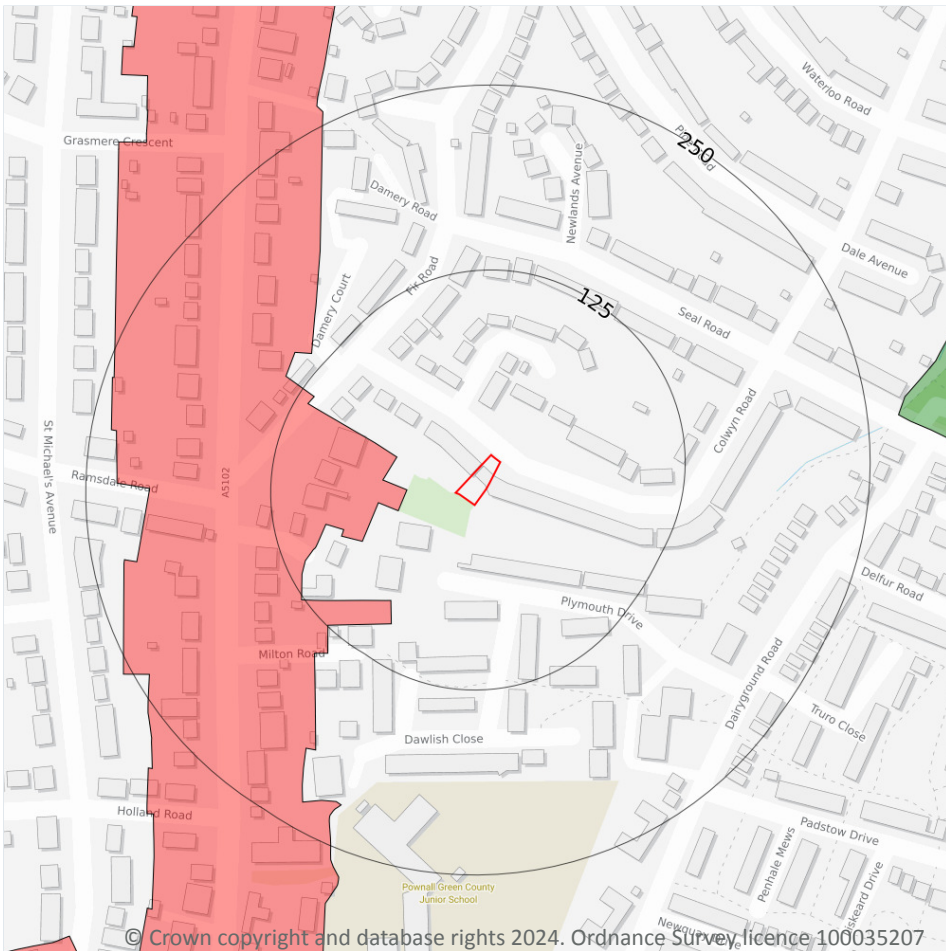 Waterloo Road
Grasmere Crescent
250
Damery Road
Newlands Avenue
Dale Avenue
Fir Road
Damery Court
125
Seal Road
Colwyn Road
St Michael's Avenue
Ramsdale Road
A5102
Delfur Road
Plymouth Drive
Milton Road
Dairyground Road
Truro Close
Dawlish Close
Holland Road
Padstow Drive
Penhale Mews
Pownall Green County
Junior School
© Crown copyright and database rights 2024. Ordnance Survey licence 100035207